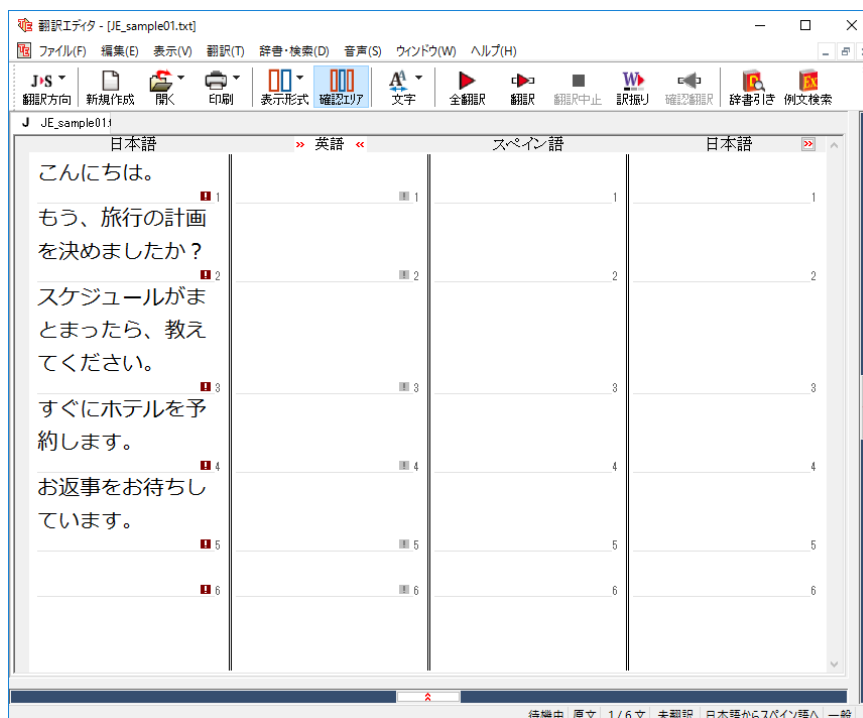 翻訳エディタ - [JE_sample01.txt]
ファイル(F) 編集(E) 表示(V) 翻訳(T) 辞書・検索(D) 音声(S) ウィンドウ(W) ヘルプ(H)
J▸S
翻訳方向 新規作成 開く 印刷 表示形式 確認エリア 文字 全翻訳 翻訳 翻訳中止 訳振り 確認翻訳 辞書引き 例文検索
J JE_sample01.t
日本語 » 英語 « スペイン語 日本語 »
こんにちは。
1 1 1 1
もう、旅行の計画
を決めましたか？
2 2 2 2
スケジュールがま
とまったら、教え
てください。
3 3 3 3
すぐにホテルを予
約します。
4 4 4 4
お返事をお待ちし
ています。
5 5 5 5
6 6 6 6
待機中 原文 1/6文 未翻訳 日本語からスペイン語へ 一般